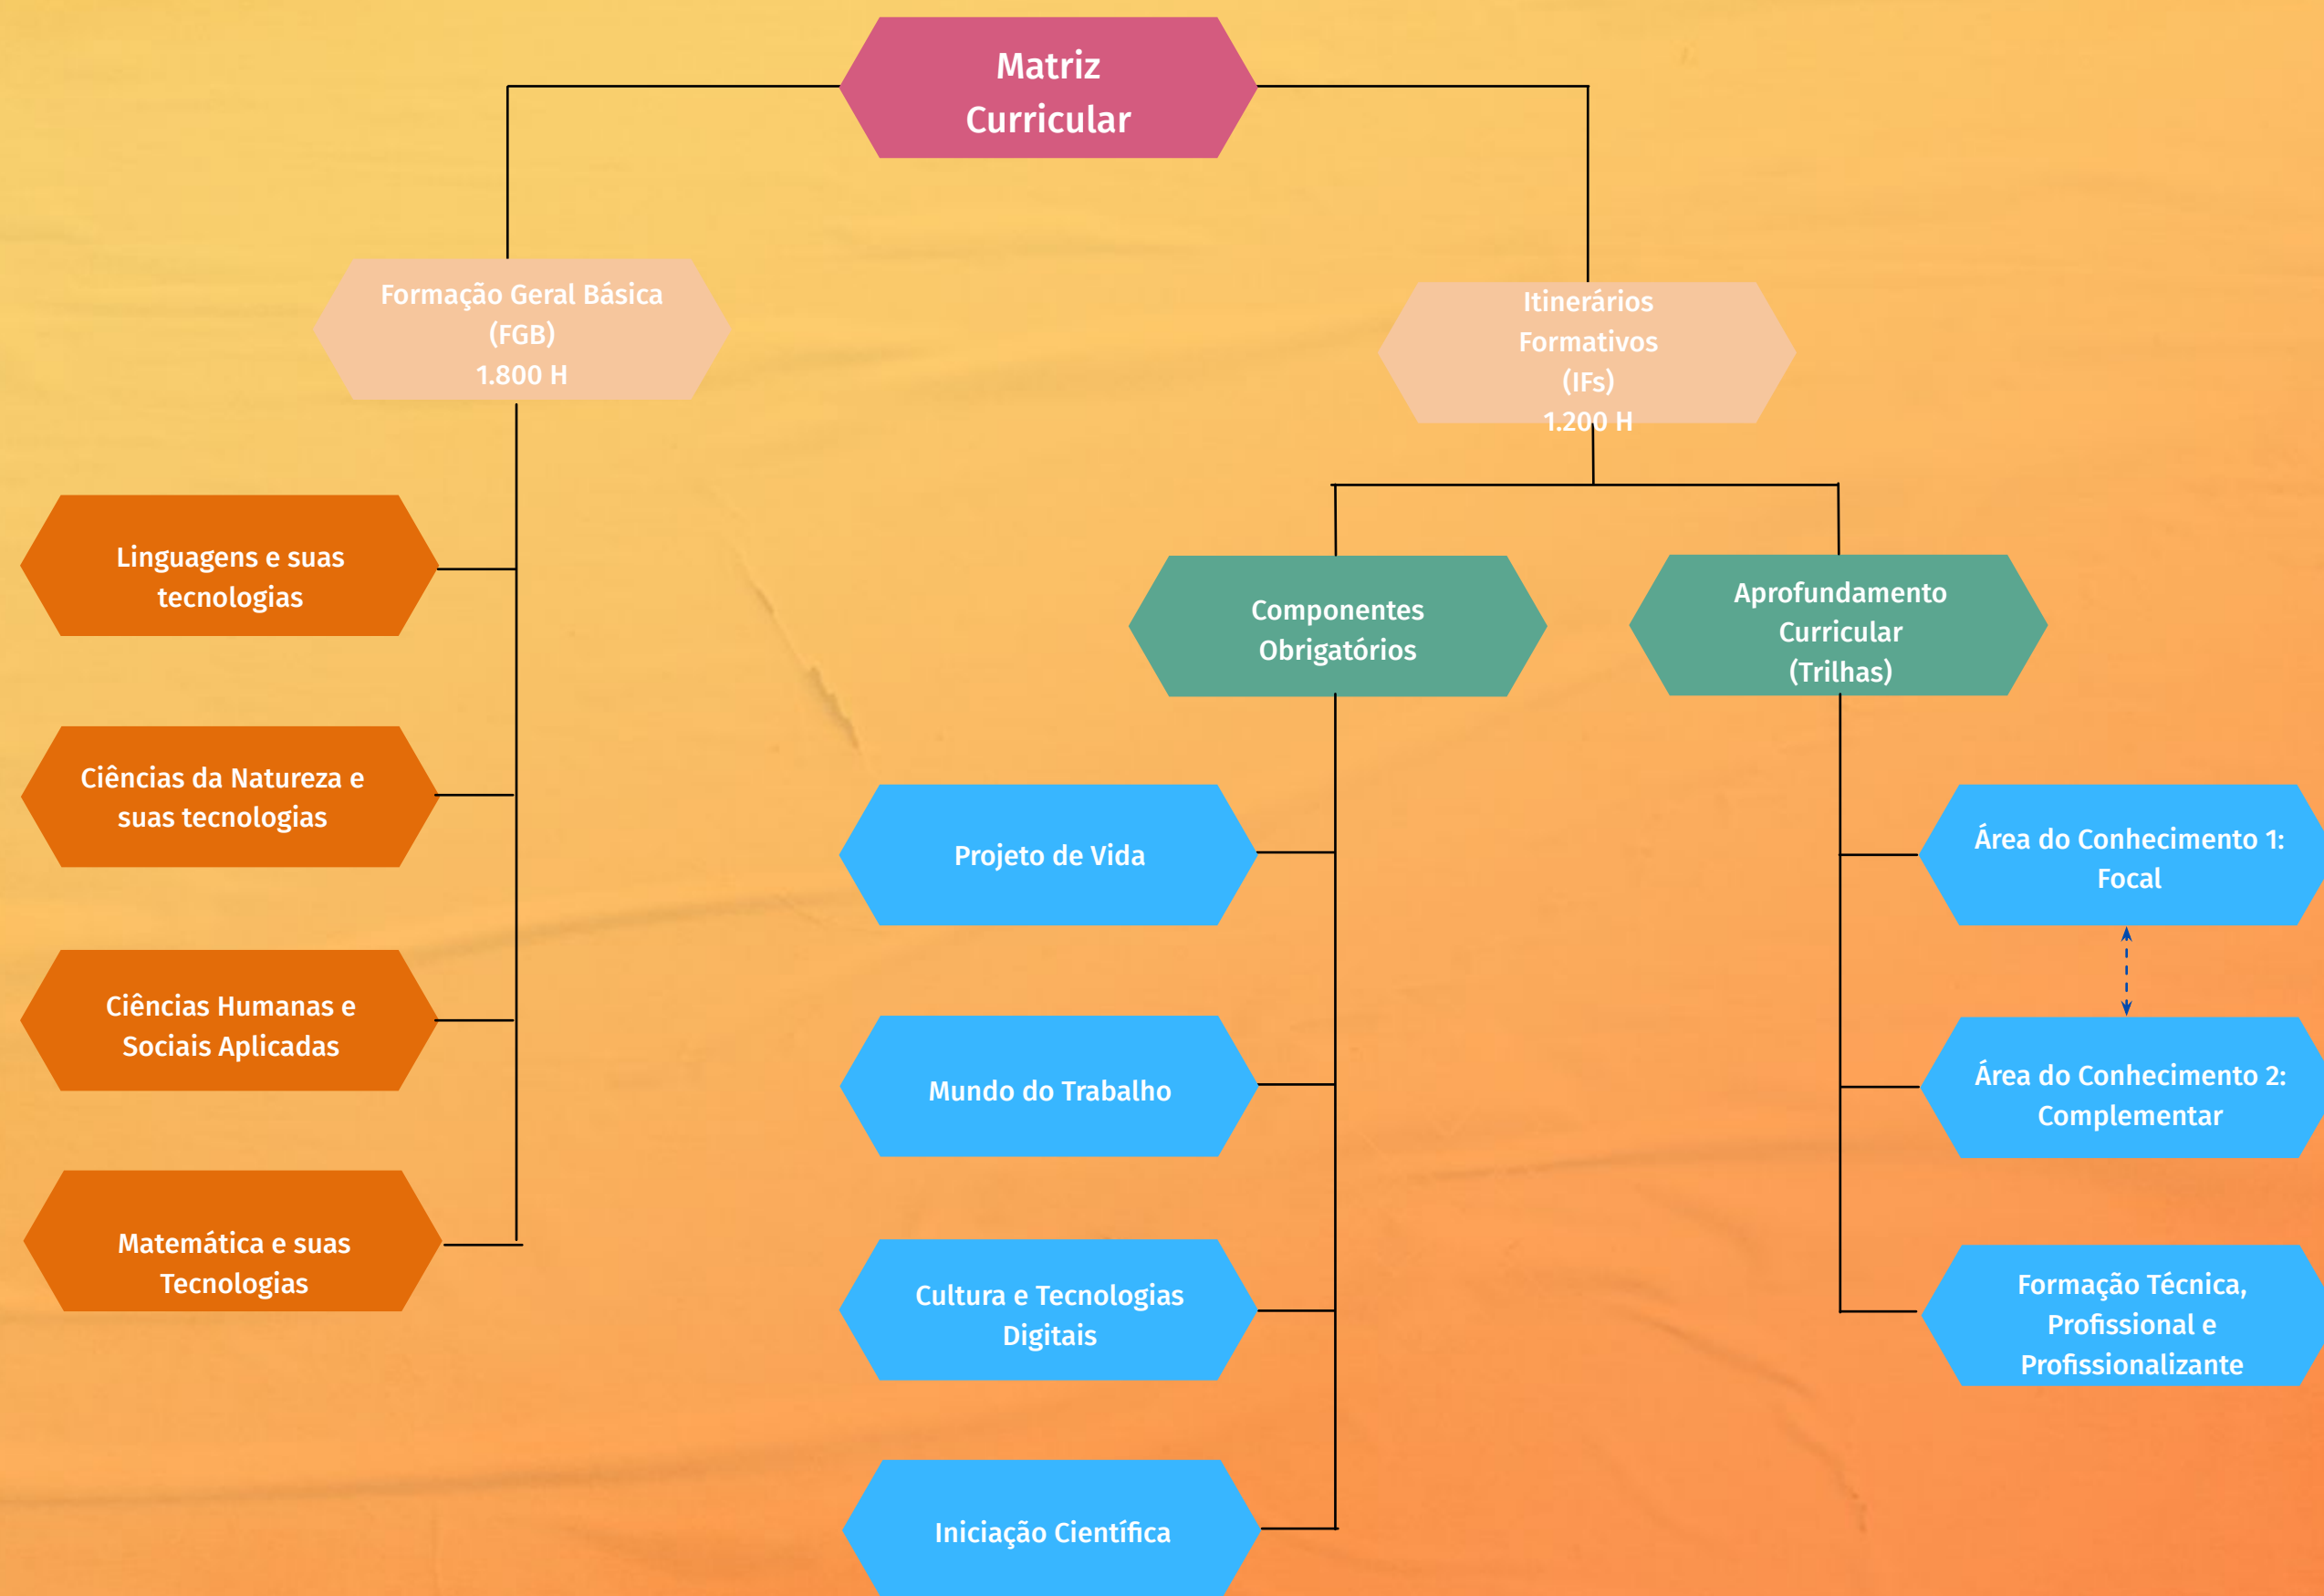 Matriz
Curricular
Formação Geral Básica
(FGB)
1.800 H
Itinerários
Formativos
(IFs)
1.200 H
Linguagens e suas
tecnologias
Ciências da Natureza e
suas tecnologias
Ciências Humanas e
Sociais Aplicadas
Matemática e suas
Tecnologias
Componentes
Obrigatórios
Projeto de Vida
Mundo do Trabalho
Cultura e Tecnologias
Digitais
Iniciação Científica
Aprofundamento
Curricular
(Trilhas)
Área do Conhecimento 1:
Focal
Área do Conhecimento 2:
Complementar
Formação Técnica,
Profissional e
Profissionalizante